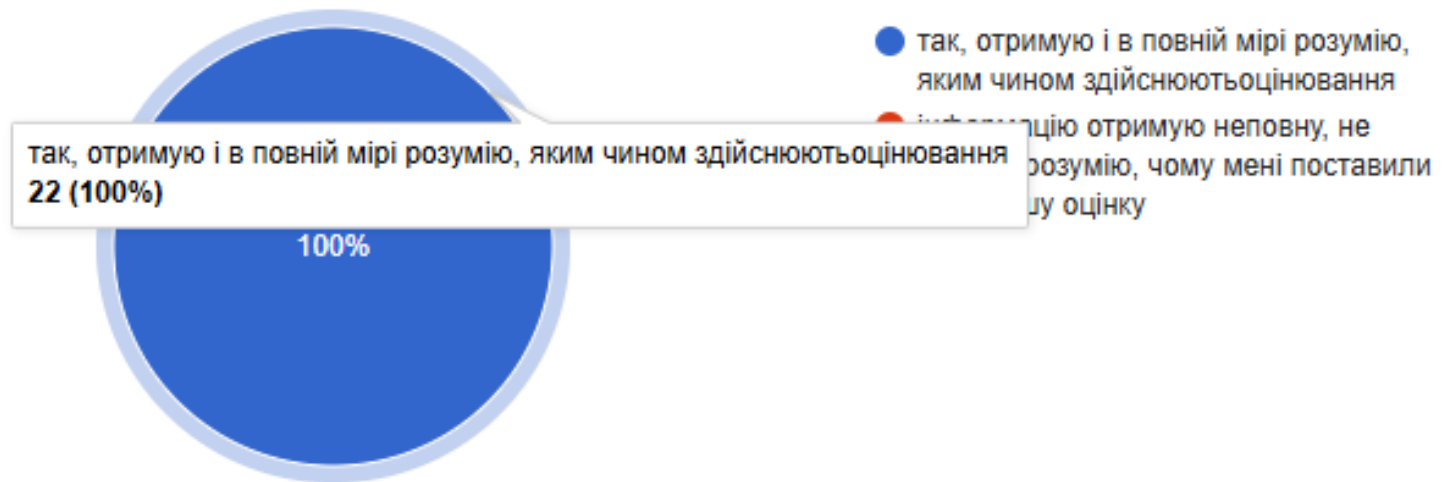 так, отримую і в повній мірі розумію,
яким чином здійснюютьоцінювання
отримую неповну, не
розумію, чому мені поставили
оцінку
так, отримую і в повній мірі розумію, яким чином здійснюютьоцінювання
22 (100%)
100%